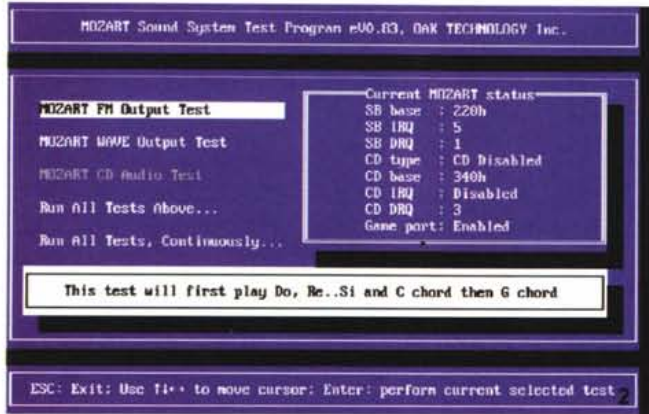 MOZART Sound System Test Program eV0.83, OAK TECHNOLOGY Inc.
MOZART FM Output Test
MOZART WAVE Output Test
MOZART CD Audio Test
Run All Tests Above...
Run All Tests, Continuously...
Current MOZART status
SB base : 220h
SB IRQ : 5
SB DRQ : 1
CD type : CD Disabled
CD base : 340h
CD IRQ : Disabled
CD DRQ : 3
Game port: Enabled
This test will first play Do, Re..Si and C chord then G chord
ESC: Exit; Use to move cursor; Enter: perform current selected test
2